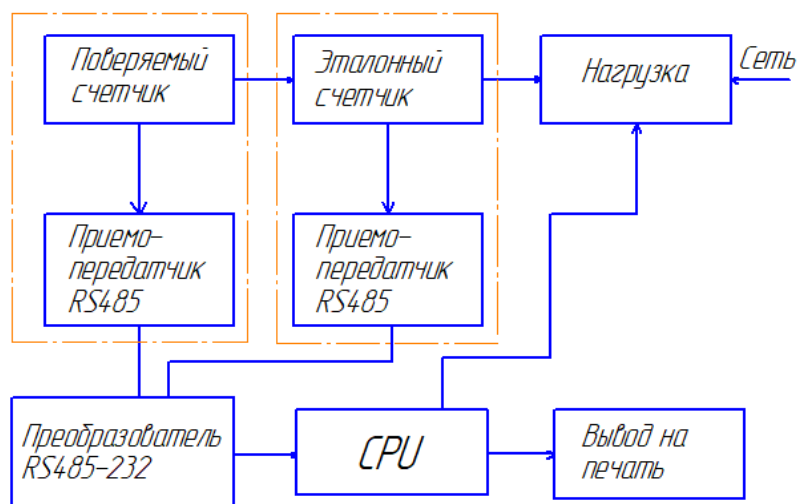 Поверяемый
счетчик
Эталонный
счетчик
Нагрузка
Сеть
Приемо-
передатчик
RS485
Приемо-
передатчик
RS485
Преобразователь
RS485-232
CPU
Вывод на
печать